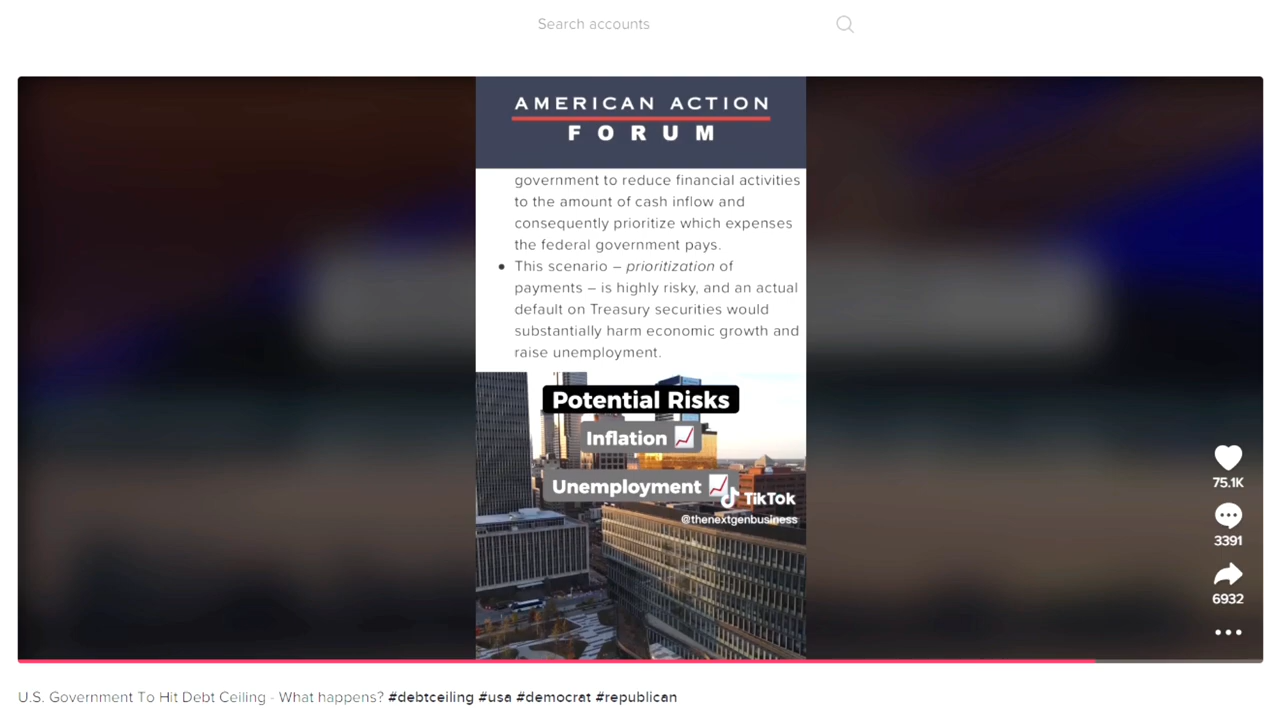 Search accounts
AMERICAN ACTION
FORUM
government to reduce financial activities
to the amount of cash inflow and
consequently prioritize which expenses
the federal government pays.
• This scenario – prioritization of
payments – is highly risky, and an actual
default on Treasury securities would
substantially harm economic growth and
raise unemployment.
Potential Risks
Inflation
Unemployment
TikTok
@thenextgenbusiness
75.1K
3391
6932
U.S. Government To Hit Debt Ceiling - What happens? #debtceiling #usa #democrat #republican